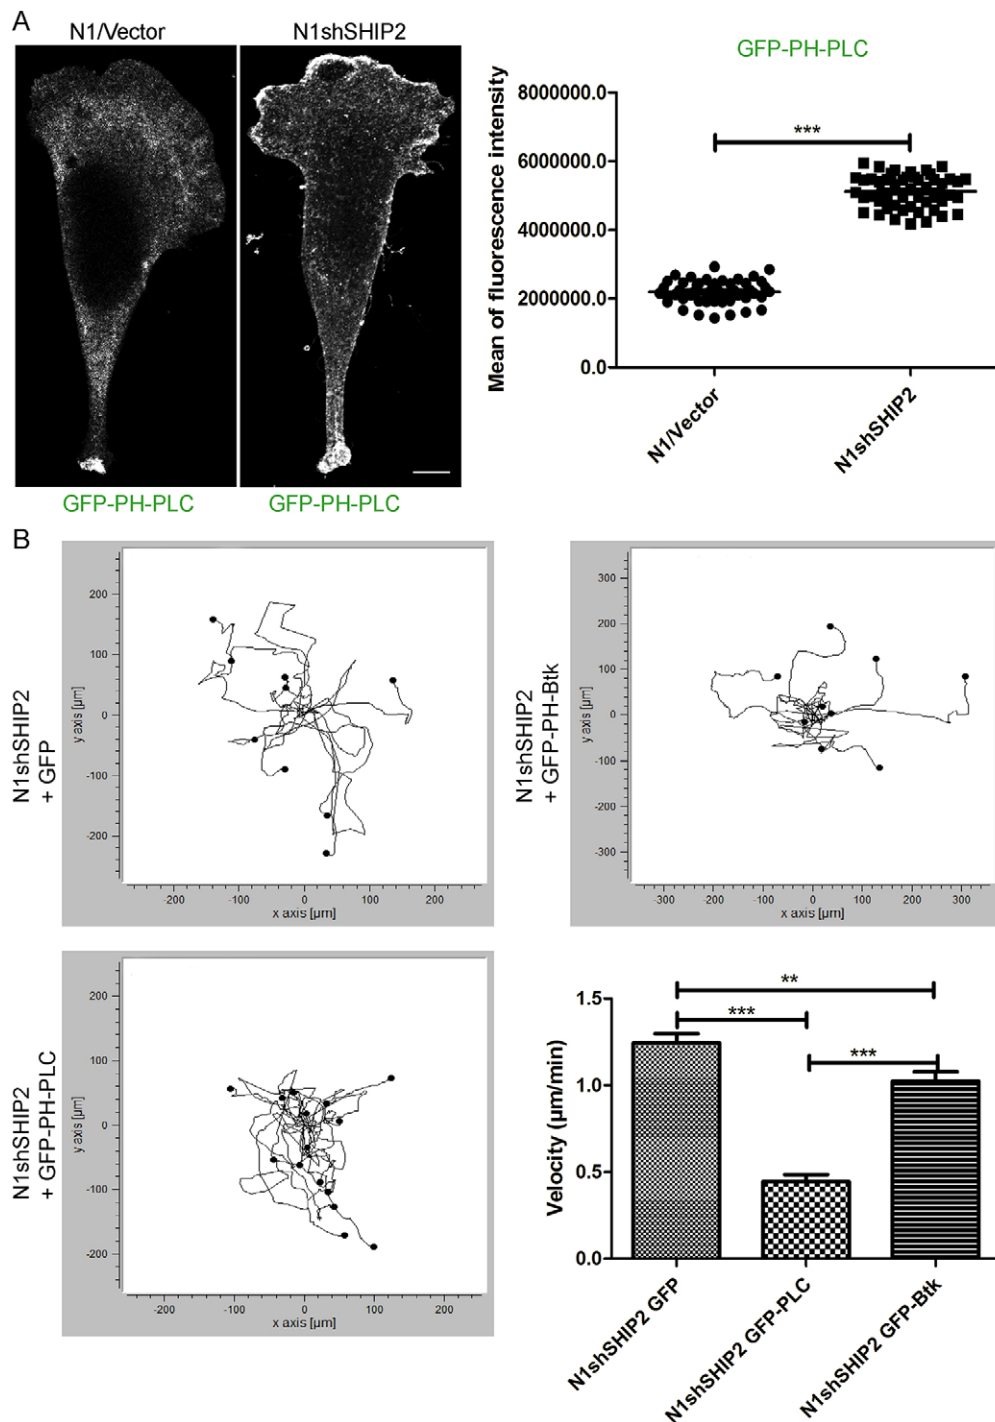 A
N1/Vector
N1shSHIP2
GFP-PH-PLC
GFP-PH-PLC
GFP-PH-PLC
Mean of fluorescence intensity
8000000.0
6000000.0
4000000.0
2000000.0
0.0
***
N1/Vector
N1shSHIP2
B
N1shSHIP2
+ GFP
y axis [µm]
200
100
0
-100
-200
-200
-100
0
100
200
x axis [µm]
N1shSHIP2
+ GFP-PH-Btk
y axis [µm]
300
200
100
0
-100
-200
-300
-300
-200
-100
0
100
200
300
x axis [µm]
N1shSHIP2
+ GFP-PH-PLC
y axis [µm]
200
100
0
-100
-200
-200
-100
0
100
200
x axis [µm]
Velocity (µm/min)
1.5
1.0
0.5
0.0
**
***
***
N1shSHIP2 GFP
N1shSHIP2 GFP-PLC
N1shSHIP2 GFP-Btk